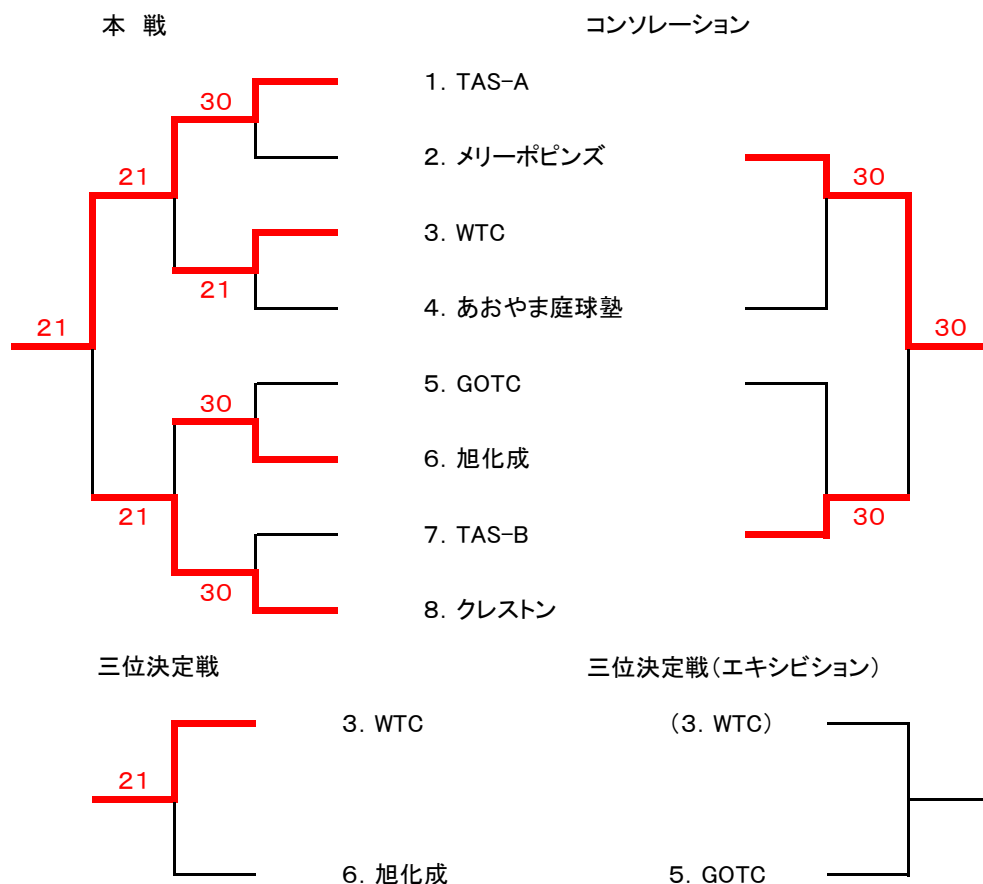 本 戦 コンソレーション
1. TAS-A
30
2. メリーポピンズ
21 30
3. WTC
21
4. あおやま庭球塾
21 30
5. GOTC
30
6. 旭化成
21 30
7. TAS-B
30
8. クレストン
三位決定戦 三位決定戦(エキシビション)
3. WTC (3. WTC)
21
6. 旭化成 5. GOTC